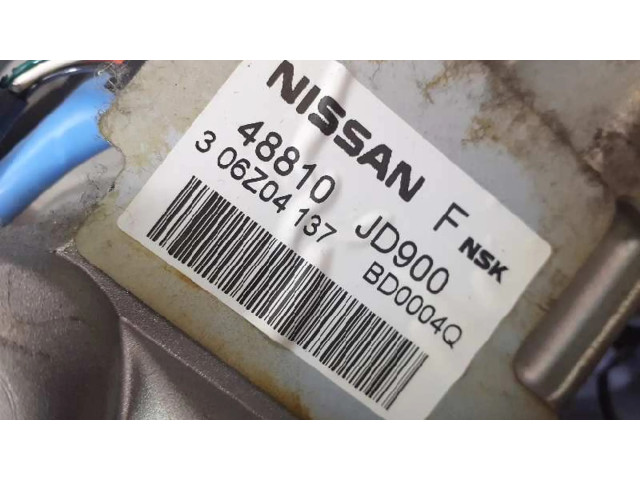 NISSAN F
48810 JD900 NSK
3 06Z04 137 BD0004Q